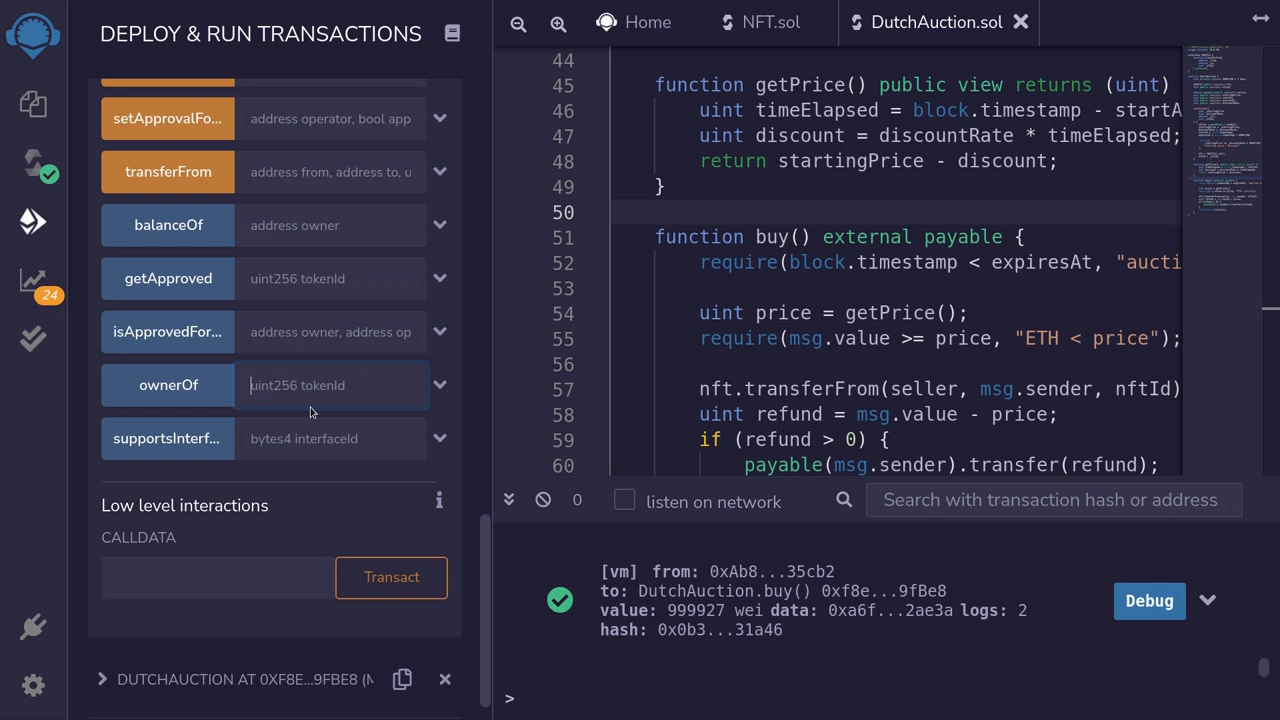 DEPLOY & RUN TRANSACTIONS
setApprovalFo... address operator, bool app
transferFrom address from, address to, u
balanceOf address owner
getApproved uint256 tokenId
isApprovedFor... address owner, address op
ownerOf uint256 tokenId
supportsInterf... bytes4 interfaceId
Low level interactions
CALLDATA
Transact
DUTCHAUCTION AT 0XF8E...9FBE8 (M
24
Home
NFT.sol
DutchAuction.sol
44
45 function getPrice() public view returns (uint)
46 uint timeElapsed = block.timestamp - startA
47 uint discount = discountRate * timeElapsed;
48 return startingPrice - discount;
49 }
50
51 function buy() external payable {
52 require(block.timestamp < expiresAt, "aucti
53
54 uint price = getPrice();
55 require(msg.value >= price, "ETH < price");
56
57 nft.transferFrom(seller, msg.sender, nftId)
58 uint refund = msg.value - price;
59 if (refund > 0) {
60 payable(msg.sender).transfer(refund);
0 listen on network Search with transaction hash or address
[vm] from: 0xAb8...35cb2
to: DutchAuction.buy() 0xf8e...9fBe8
value: 999927 wei data: 0xa6f...2ae3a logs: 2
hash: 0x0b3...31a46
Debug
>